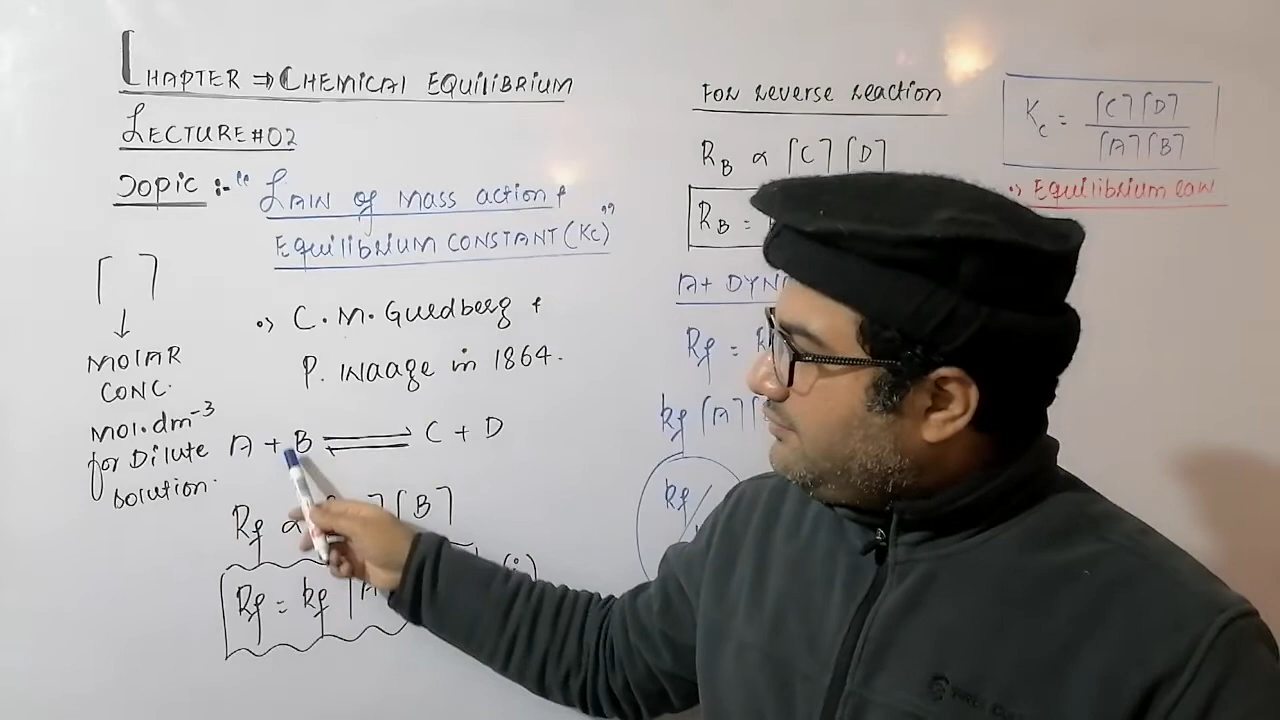 CHAPTER ⇒ CHEMICAL EQUILIBRIUM
LECTURE #02
TOPIC :- " LAW OF MASS ACTION &
EQUILIBRIUM CONSTANT (Kc)"
[ ]
↓
MOLAR
CONC.
MOL.dm⁻³
for Dilute
solution.
∴ C.M. Guldberg &
P. Waage in 1864.
A + B ⇌ C + D
Rf ∝ [B]
Rf = kf [A
(i)
FOR REVERSE REACTION
RB ∝ [C] [D]
RB =
At DYN
Rf =
kf [A] [
kf /
Kc = [C] [D] / [A] [B]
∴ Equilibrium law